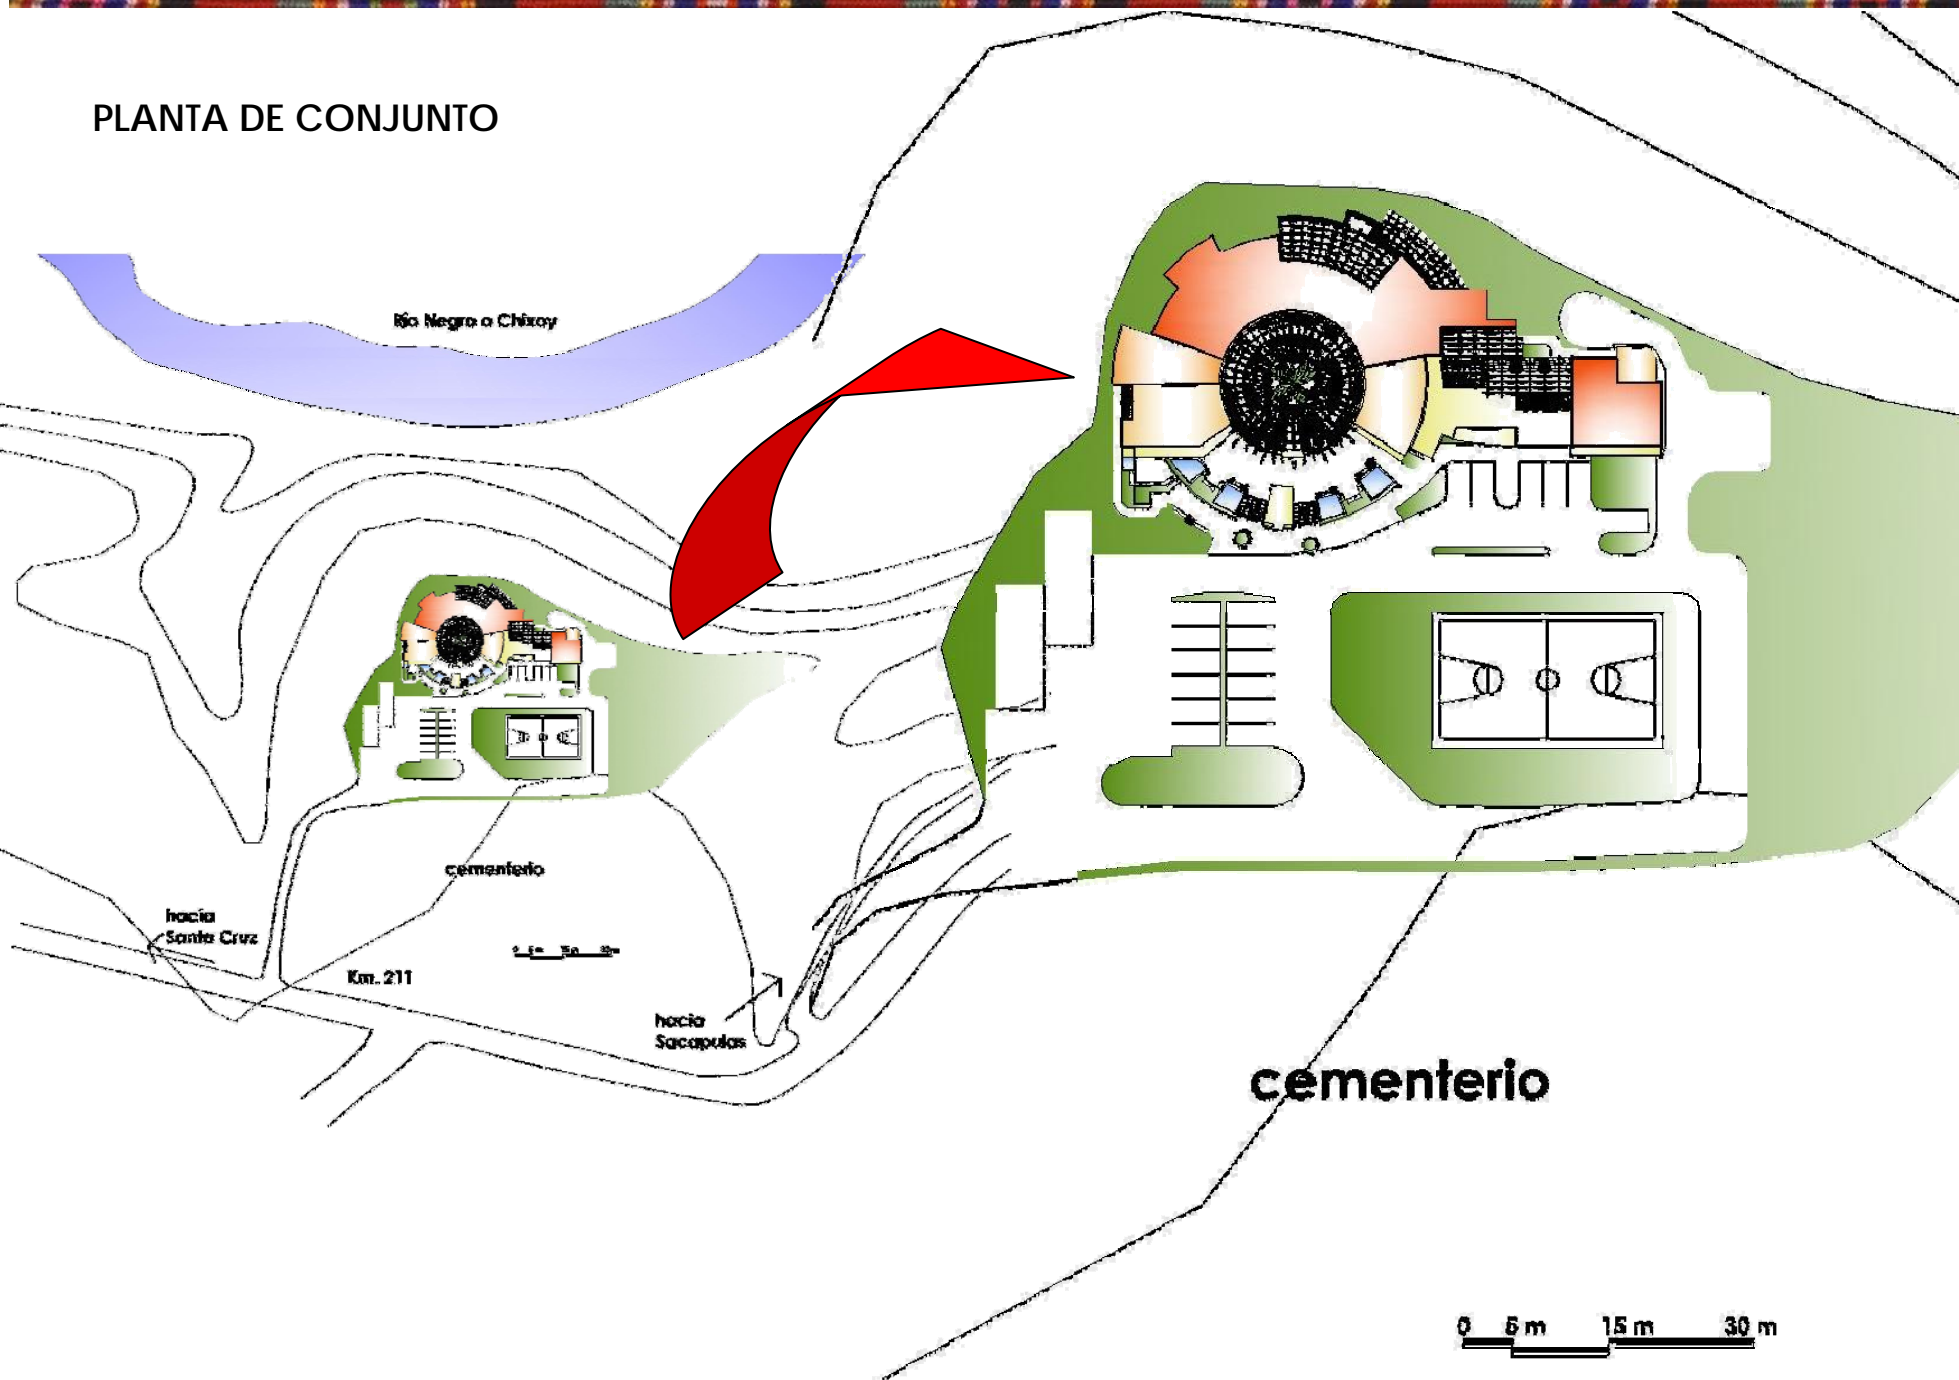 PLANTA DE CONJUNTO
Río Negro o Chixoy
cementerio
hacia
Santa Cruz
Km. 211
hacia
Sacapulas
cementerio
0 5 m 15 m 30 m